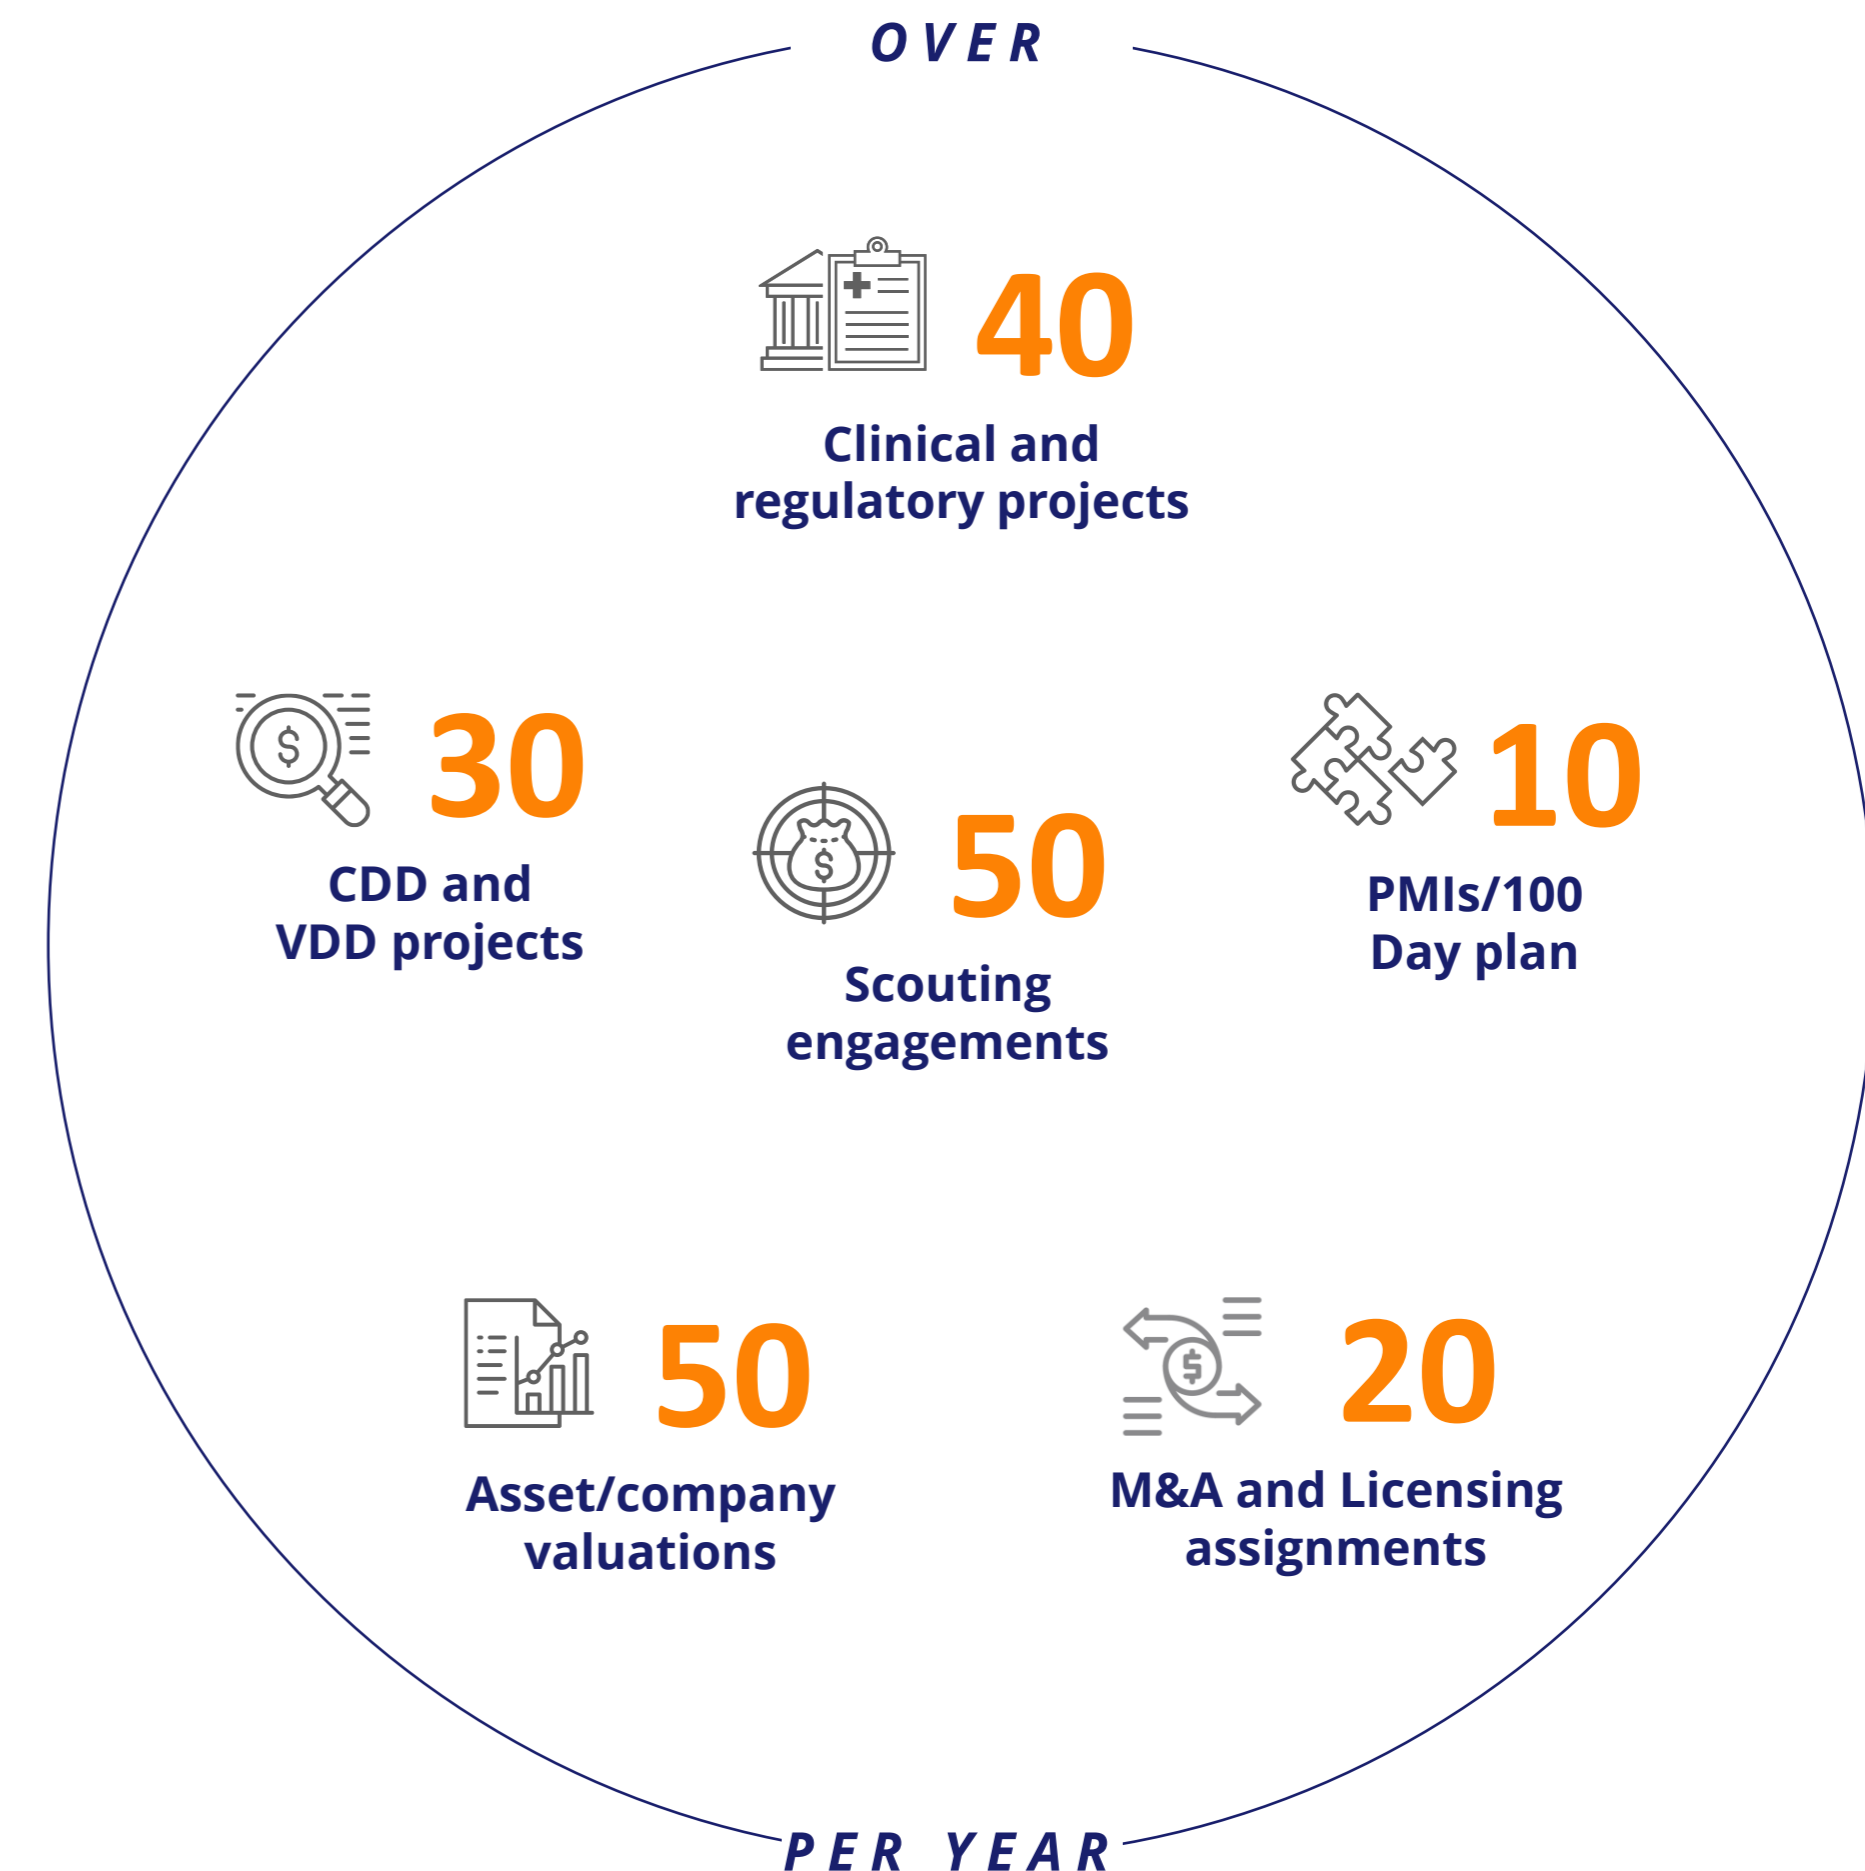 OVER
40
Clinical and
regulatory projects
30
CDD and
VDD projects
50
Scouting
engagements
10
PMIs/100
Day plan
50
Asset/company
valuations
20
M&A and Licensing
assignments
PER YEAR